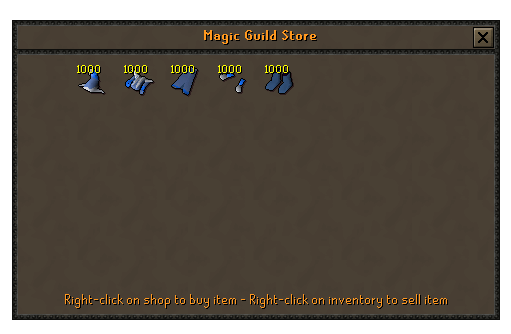 Magic Guild Store
1000 1000 1000 1000 1000
Right-click on shop to buy item - Right-click on inventory to sell item